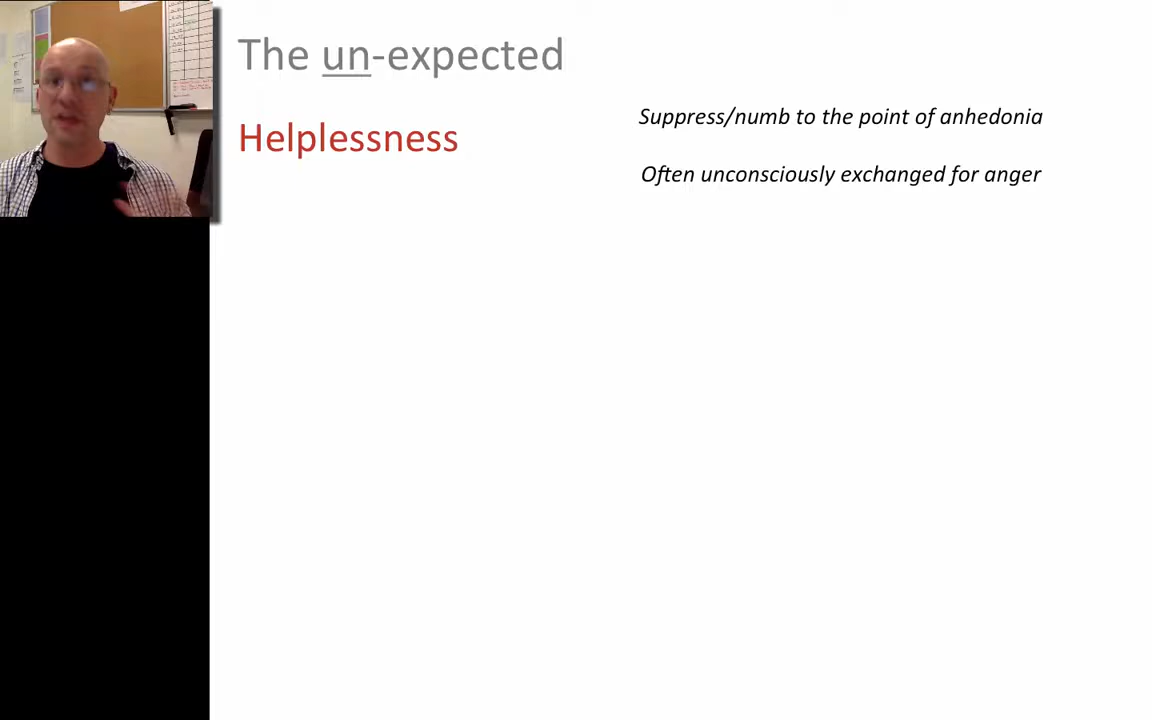 The un-expected
Helplessness
Suppress/numb to the point of anhedonia
Often unconsciously exchanged for anger